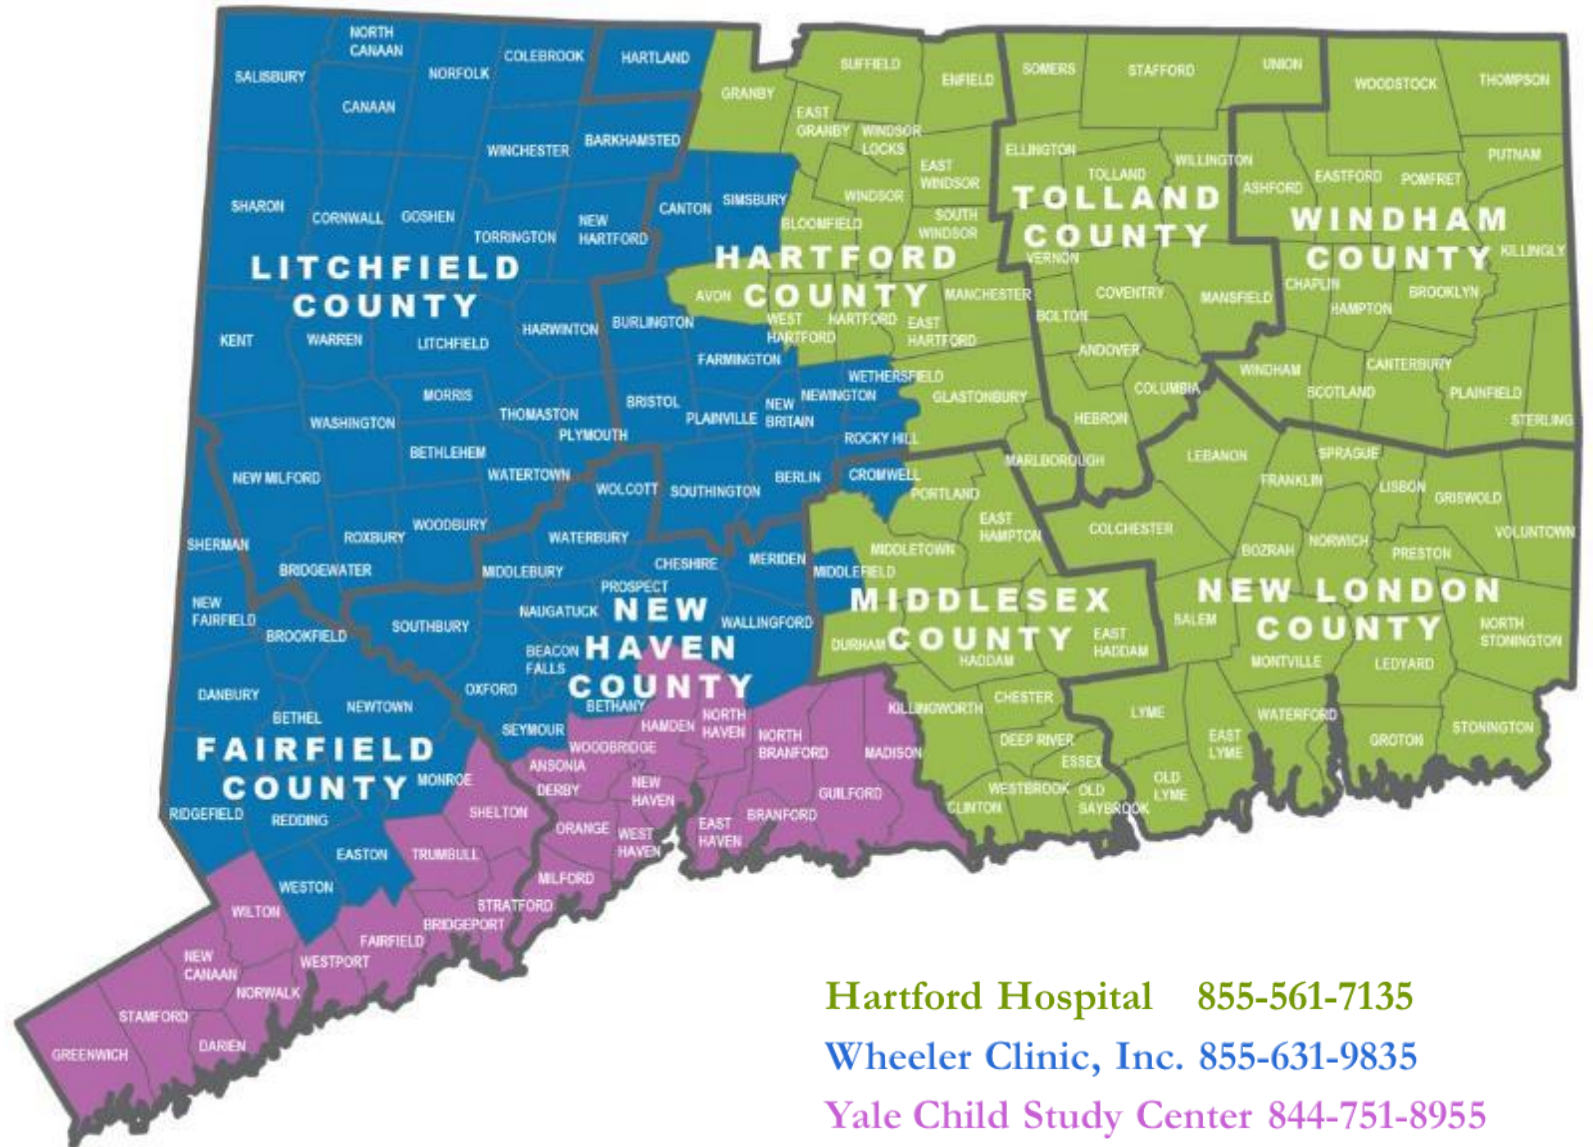 NORTH
CANAAN
COLEBROOK
HARTLAND
SALISBURY
NORFOLK
CANAAN
GRANBY
SUFFIELD
ENFIELD
SOMERS
STAFFORD
UNION
WOODSTOCK
THOMPSON
EAST
GRANBY
WINDSOR
LOCKS
WINCHESTER
BARKHAMSTED
EAST
WINDSOR
ELLINGTON
TOLLAND
WILLINGTON
ASHFORD
EASTFORD
POMFRET
PUTNAM
SHARON
CORNWALL
GOSHEN
TORRINGTON
NEW
HARTFORD
CANTON
SIMSBURY
WINDSOR
BLOOMFIELD
SOUTH
WINDSOR
TOLLAND
COUNTY
VERNON
WINDHAM
COUNTY
KILLINGLY
LITCHFIELD
COUNTY
HARTFORD
COUNTY
AVON
MANCHESTER
COVENTRY
MANSFIELD
CHAPLIN
HAMPTON
BROOKLYN
KENT
WARREN
LITCHFIELD
HARWINTON
BURLINGTON
WEST
HARTFORD
HARTFORD
EAST
HARTFORD
BOLTON
ANDOVER
FARMINGTON
WETHERSFIELD
WINDHAM
CANTERBURY
SCOTLAND
PLAINFIELD
STERLING
MORRIS
WASHINGTON
THOMASTON
PLYMOUTH
BRISTOL
PLAINVILLE
NEW
BRITAIN
NEWINGTON
GLASTONBURY
COLUMBIA
HEBRON
ROCKY HILL
BETHLEHEM
NEW MILFORD
WATERTOWN
WOLCOTT
SOUTHINGTON
BERLIN
CROMWELL
PORTLAND
MARLBOROUGH
LEBANON
SPRAGUE
FRANKLIN
LISBON
GRISWOLD
VOLUNTOWN
SHERMAN
ROXBURY
WOODBURY
BRIDGEWATER
WATERBURY
MIDDLEBURY
CHESHIRE
MERIDEN
MIDDLEFIELD
MIDDLETOWN
EAST
HAMPTON
COLCHESTER
BOZRAH
NORWICH
PRESTON
NEW
FAIRFIELD
BROOKFIELD
SOUTHBURY
NAUGATUCK
PROSPECT
NEW
HAVEN
COUNTY
WALLINGFORD
MIDDLESEX
COUNTY
DURHAM
HADDAM
EAST
HADDAM
NEW LONDON
COUNTY
SALEM
MONTVILLE
LEDYARD
NORTH
STONINGTON
BEACON
FALLS
OXFORD
BETHANY
SEYMOUR
DANBURY
BETHEL
NEWTOWN
FAIRFIELD
COUNTY
MONROE
RIDGEFIELD
REDDING
HAMDEN
NORTH
HAVEN
WOODBRIDGE
ANSONIA
DERBY
NORTH
BRANFORD
MADISON
GUILFORD
KILLINGWORTH
CHESTER
DEEP RIVER
ESSEX
WESTBROOK
OLD
SAYBROOK
CLINTON
LYME
EAST
LYME
OLD
LYME
WATERFORD
GROTON
STONINGTON
SHELTON
NEW
HAVEN
ORANGE
WEST
HAVEN
EAST
HAVEN
BRANFORD
EASTON
TRUMBULL
WESTON
MILFORD
WILTON
STRATFORD
BRIDGEPORT
FAIRFIELD
NEW
CANAAN
WESTPORT
NORWALK
STAMFORD
DARIEN
GREENWICH
Hartford Hospital 855-561-7135
Wheeler Clinic, Inc. 855-631-9835
Yale Child Study Center 844-751-8955